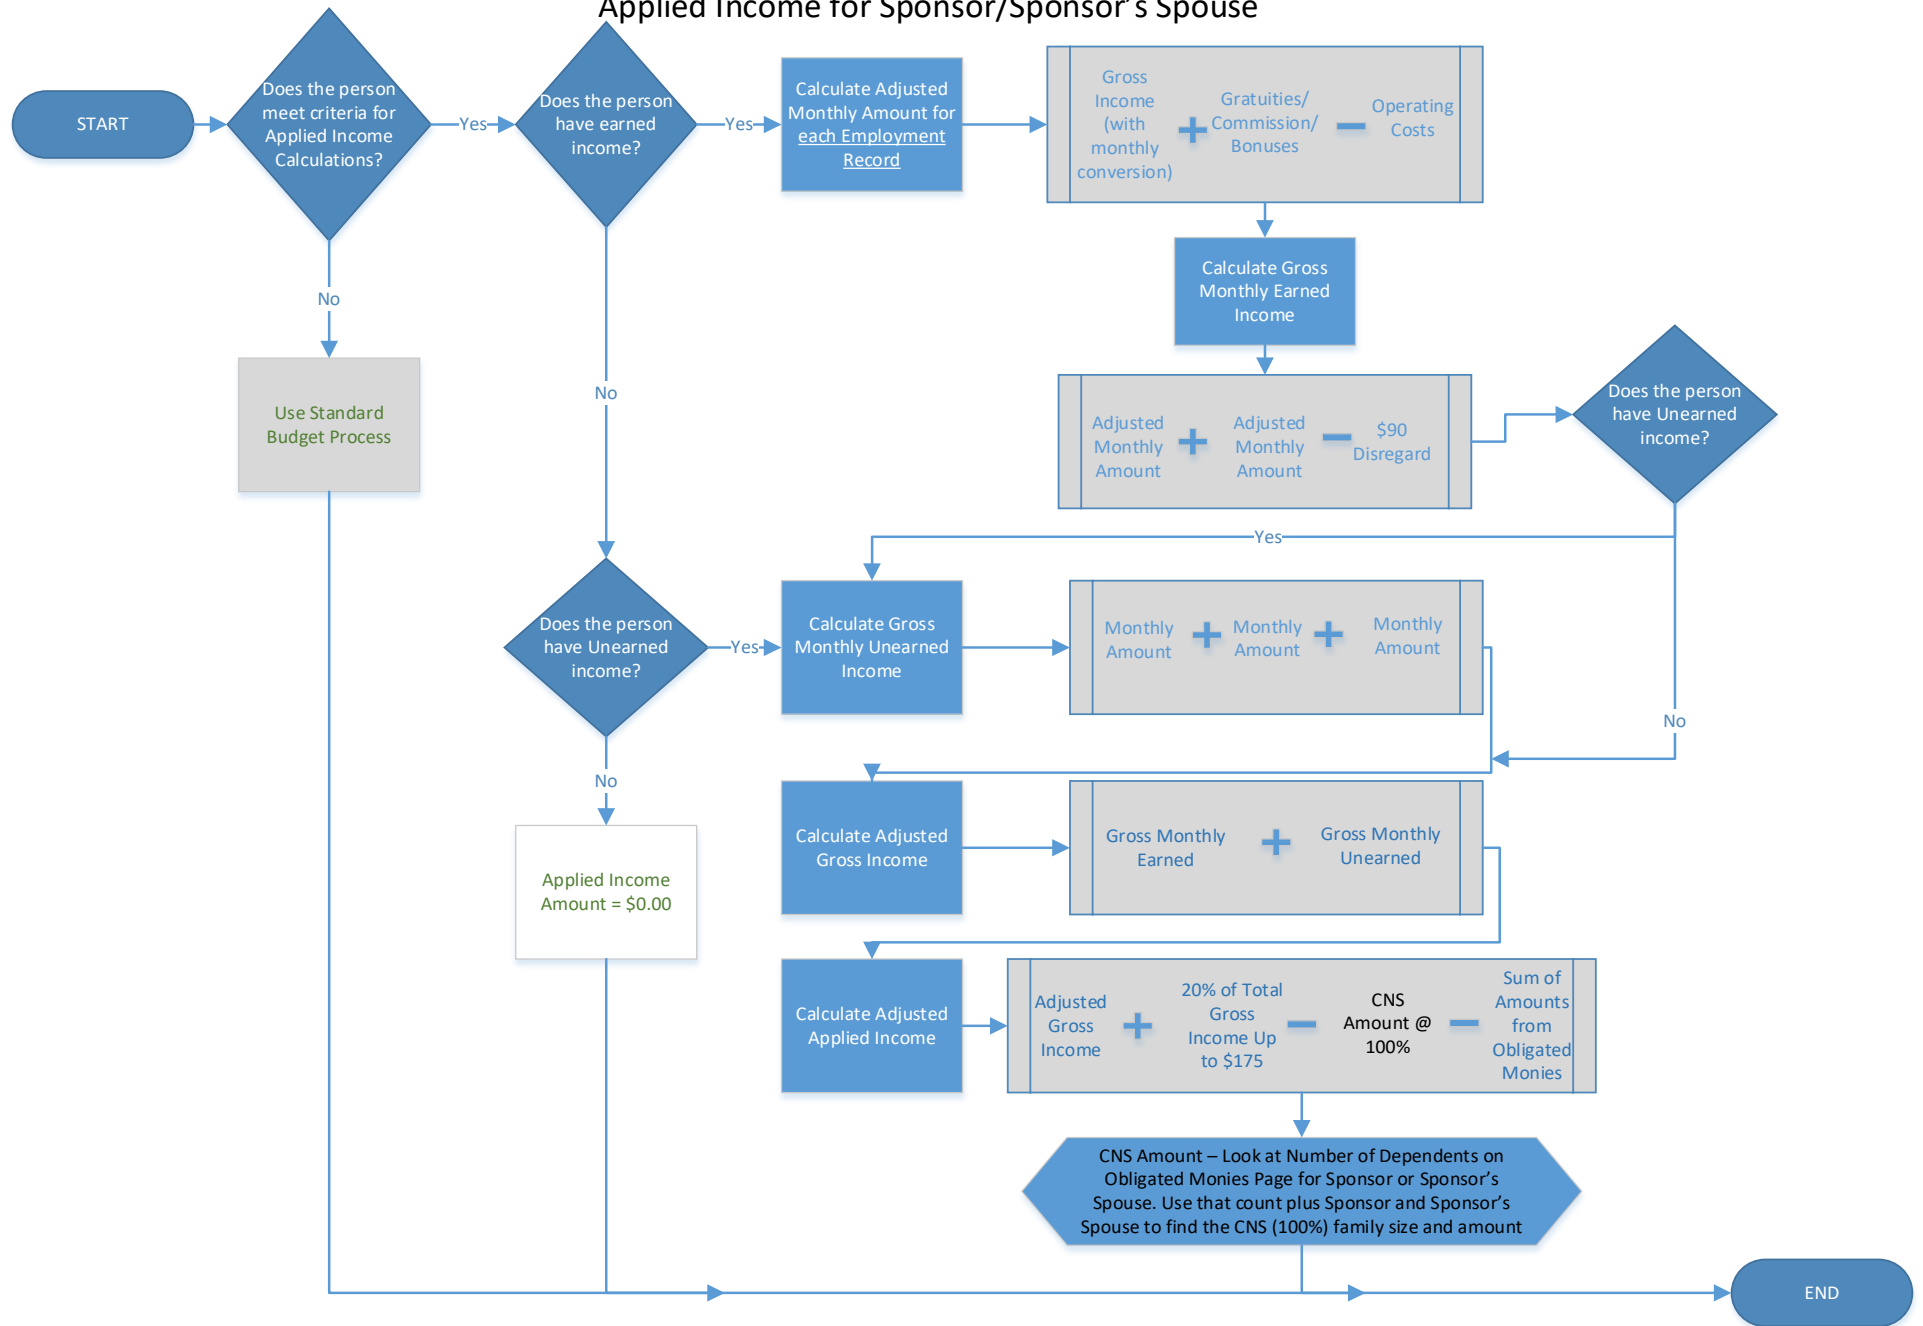 Applied Income for Sponsor/Sponsor's Spouse
START
Does the person
meet criteria for
Applied Income
Calculations?
Yes
Does the person
have earned
income?
Yes
Calculate Adjusted
Monthly Amount for
each Employment
Record
Gross
Income
(with
monthly
conversion)
+
Gratuities/
Commission/
Bonuses
−
Operating
Costs
No
Use Standard
Budget Process
No
Calculate Gross
Monthly Earned
Income
Adjusted
Monthly
Amount
+
Adjusted
Monthly
Amount
−
$90
Disregard
Does the person
have Unearned
income?
Yes
No
Does the person
have Unearned
income?
Yes
Calculate Gross
Monthly Unearned
Income
Monthly
Amount
+
Monthly
Amount
+
Monthly
Amount
No
Applied Income
Amount = $0.00
Calculate Adjusted
Gross Income
Gross Monthly
Earned
+
Gross Monthly
Unearned
Calculate Adjusted
Applied Income
Adjusted
Gross
Income
+
20% of Total
Gross
Income Up
to $175
−
CNS
Amount @
100%
−
Sum of
Amounts
from
Obligated
Monies
CNS Amount – Look at Number of Dependents on
Obligated Monies Page for Sponsor or Sponsor's
Spouse. Use that count plus Sponsor and Sponsor's
Spouse to find the CNS (100%) family size and amount
END